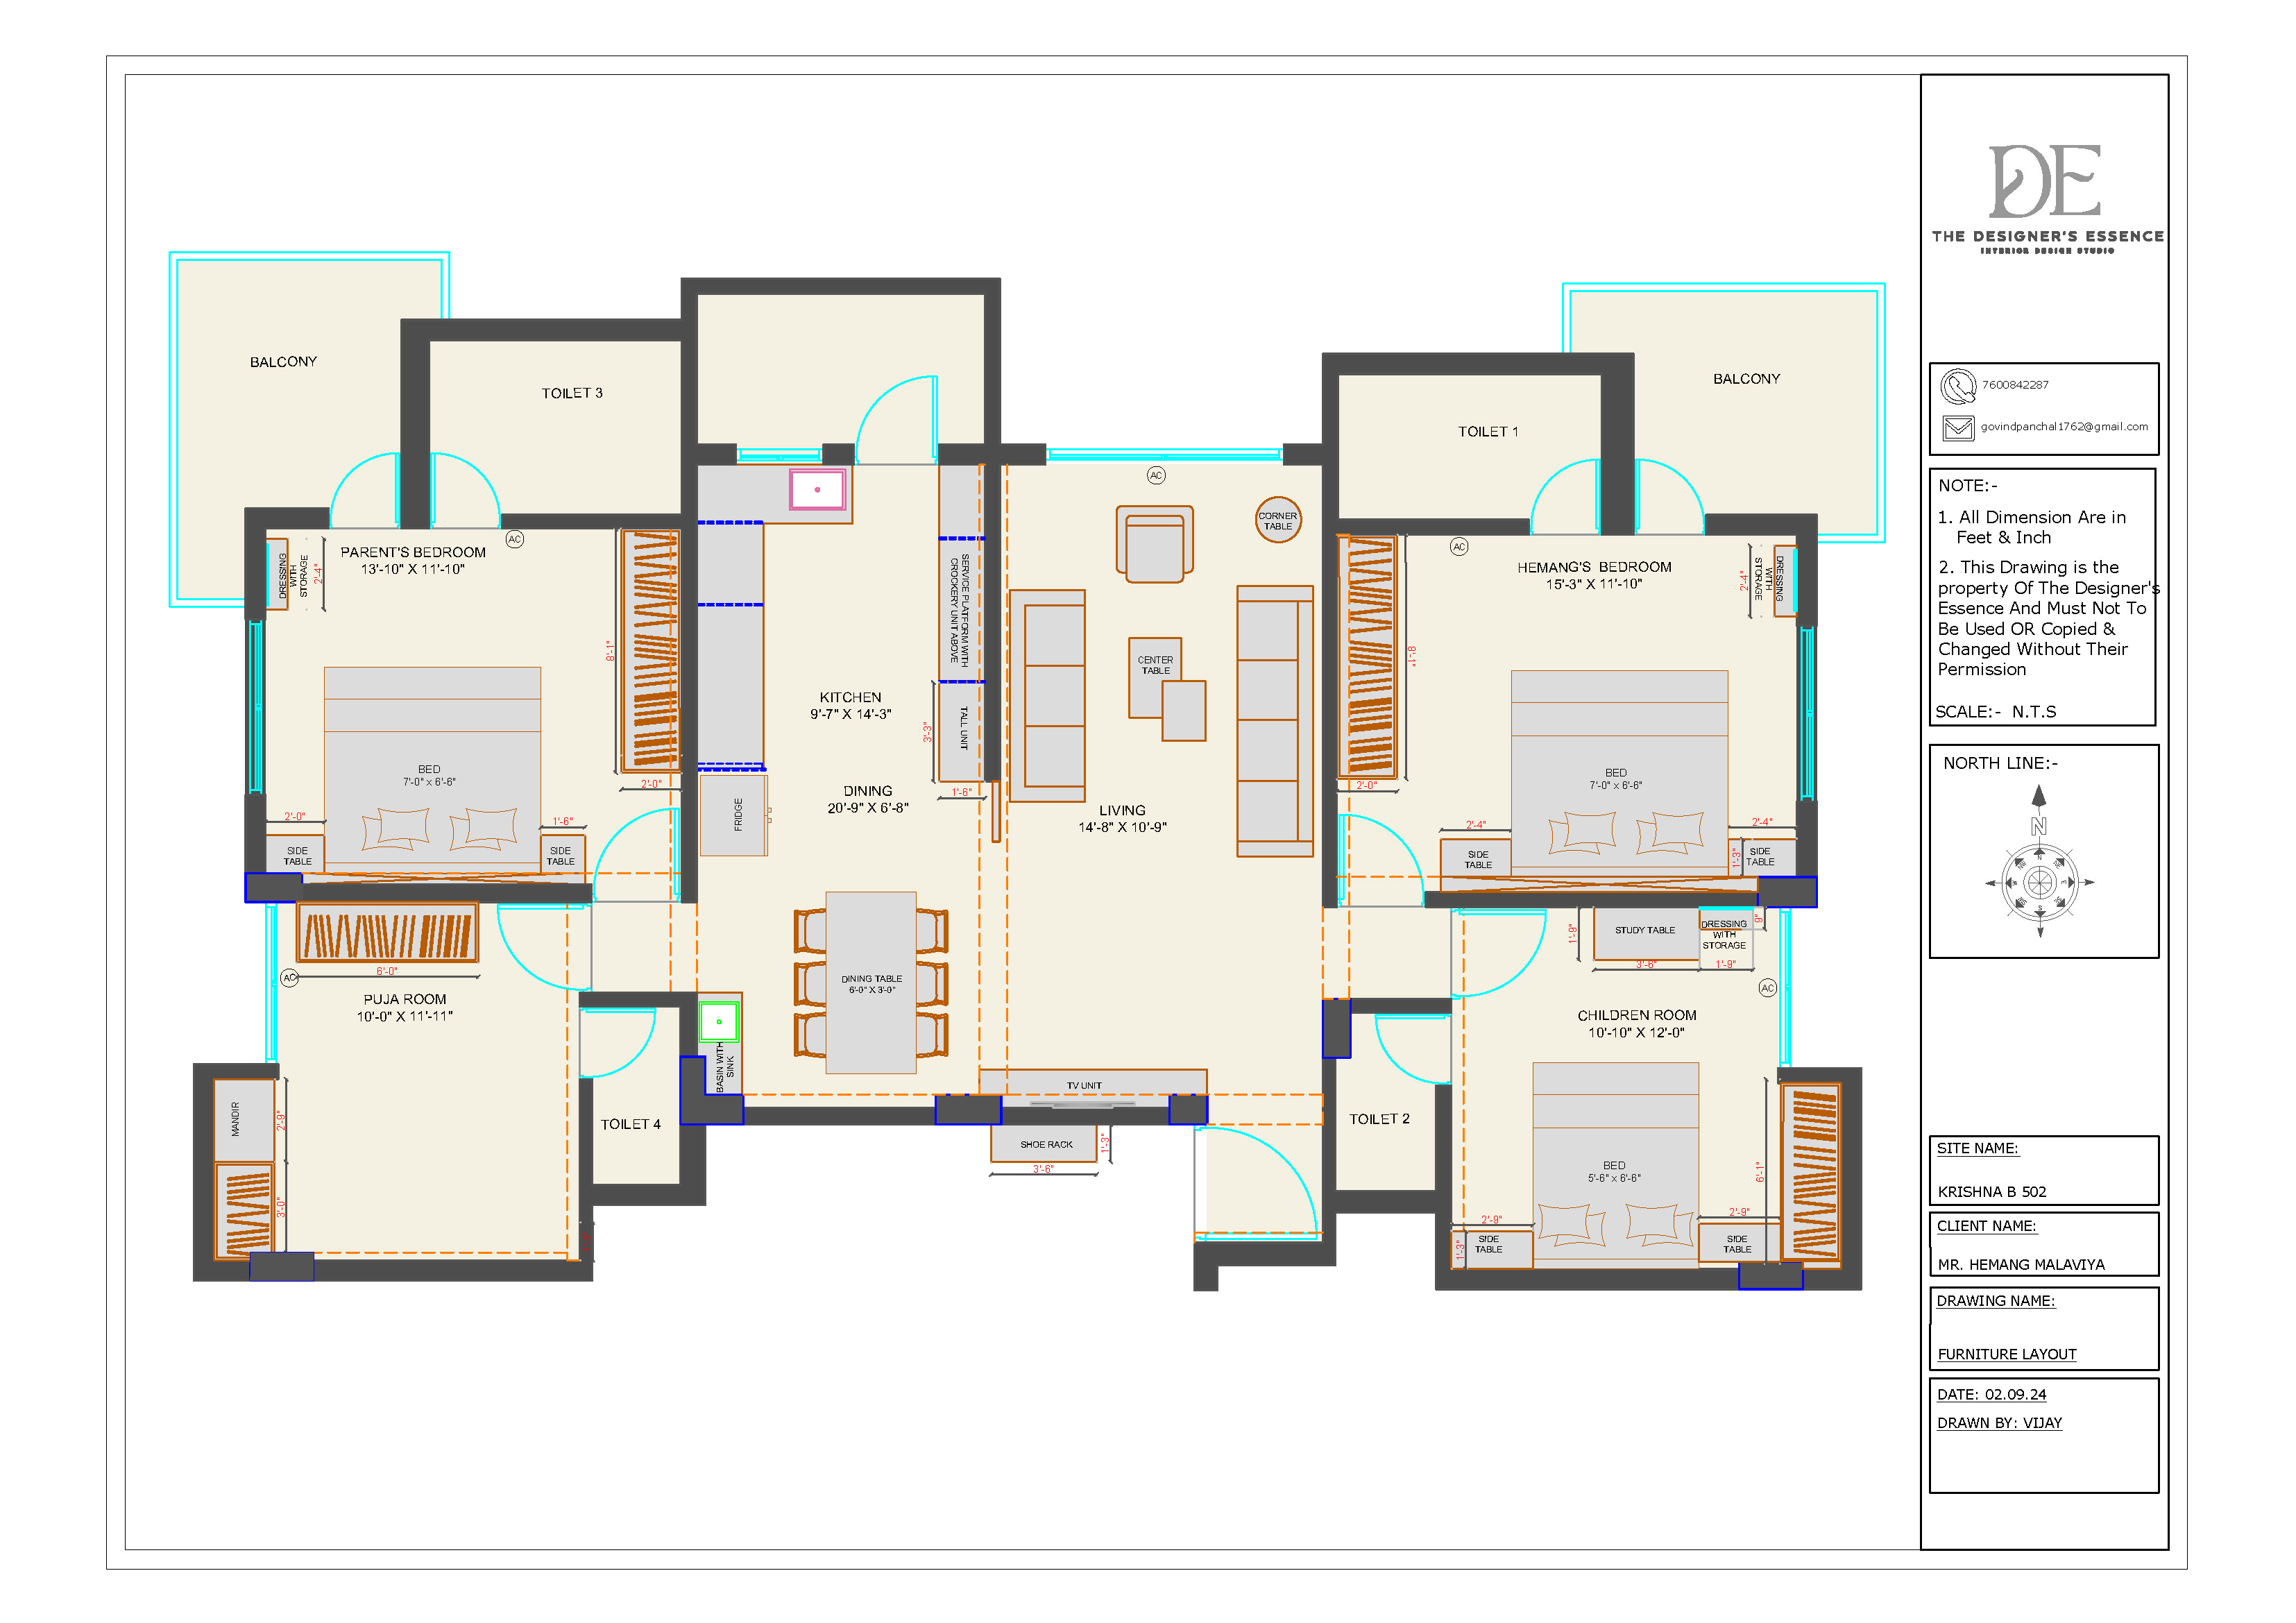 BALCONY
TOILET 3
PARENT'S BEDROOM
13'-10" X 11'-10"
AC
DRESSING
WITH
STORAGE
2'-4"
8'-1"
2'-0"
BED
7'-0" x 6'-6"
2'-0"
1'-6"
SIDE
TABLE
SIDE
TABLE
6'-0"
AC
PUJA ROOM
10'-0" X 11'-11"
MANDIR
2'-9"
3'-0"
TOILET 4
KITCHEN
9'-7" X 14'-3"
SERVICE PLATFORM WITH
CROCKERY UNIT ABOVE
TALL UNIT
3'-3"
1'-6"
FRIDGE
DINING
20'-9" X 6'-8"
DINING TABLE
6'-0" X 3'-0"
BASIN WITH
SINK
AC
CORNER
TABLE
CENTER
TABLE
LIVING
14'-8" X 10'-9"
TV UNIT
SHOE RACK
1'-3"
3'-6"
TOILET 1
BALCONY
AC
HEMANG'S BEDROOM
15'-3" X 11'-10"
2'-4"
DRESSING
WITH
STORAGE
8'-1"
2'-0"
BED
7'-0" x 6'-6"
2'-4"
2'-4"
SIDE
TABLE
1'-3"
SIDE
TABLE
STUDY TABLE
1'-9"
3'-6"
DRESSING
WITH
STORAGE
9"
1'-9"
AC
CHILDREN ROOM
10'-10" X 12'-0"
TOILET 2
BED
5'-6" x 6'-6"
6'-1"
2'-9"
2'-9"
1'-3"
SIDE
TABLE
SIDE
TABLE
DE
THE DESIGNER'S ESSENCE
INTERIOR DESIGN STUDIO
7600842287
govindpanchal1762@gmail.com
NOTE:-
1. All Dimension Are in
Feet & Inch
2. This Drawing is the
property Of The Designer's
Essence And Must Not To
Be Used OR Copied &
Changed Without Their
Permission
SCALE:- N.T.S
NORTH LINE:-
N
N
E
S
SITE NAME:
KRISHNA B 502
CLIENT NAME:
MR. HEMANG MALAVIYA
DRAWING NAME:
FURNITURE LAYOUT
DATE: 02.09.24
DRAWN BY: VIJAY